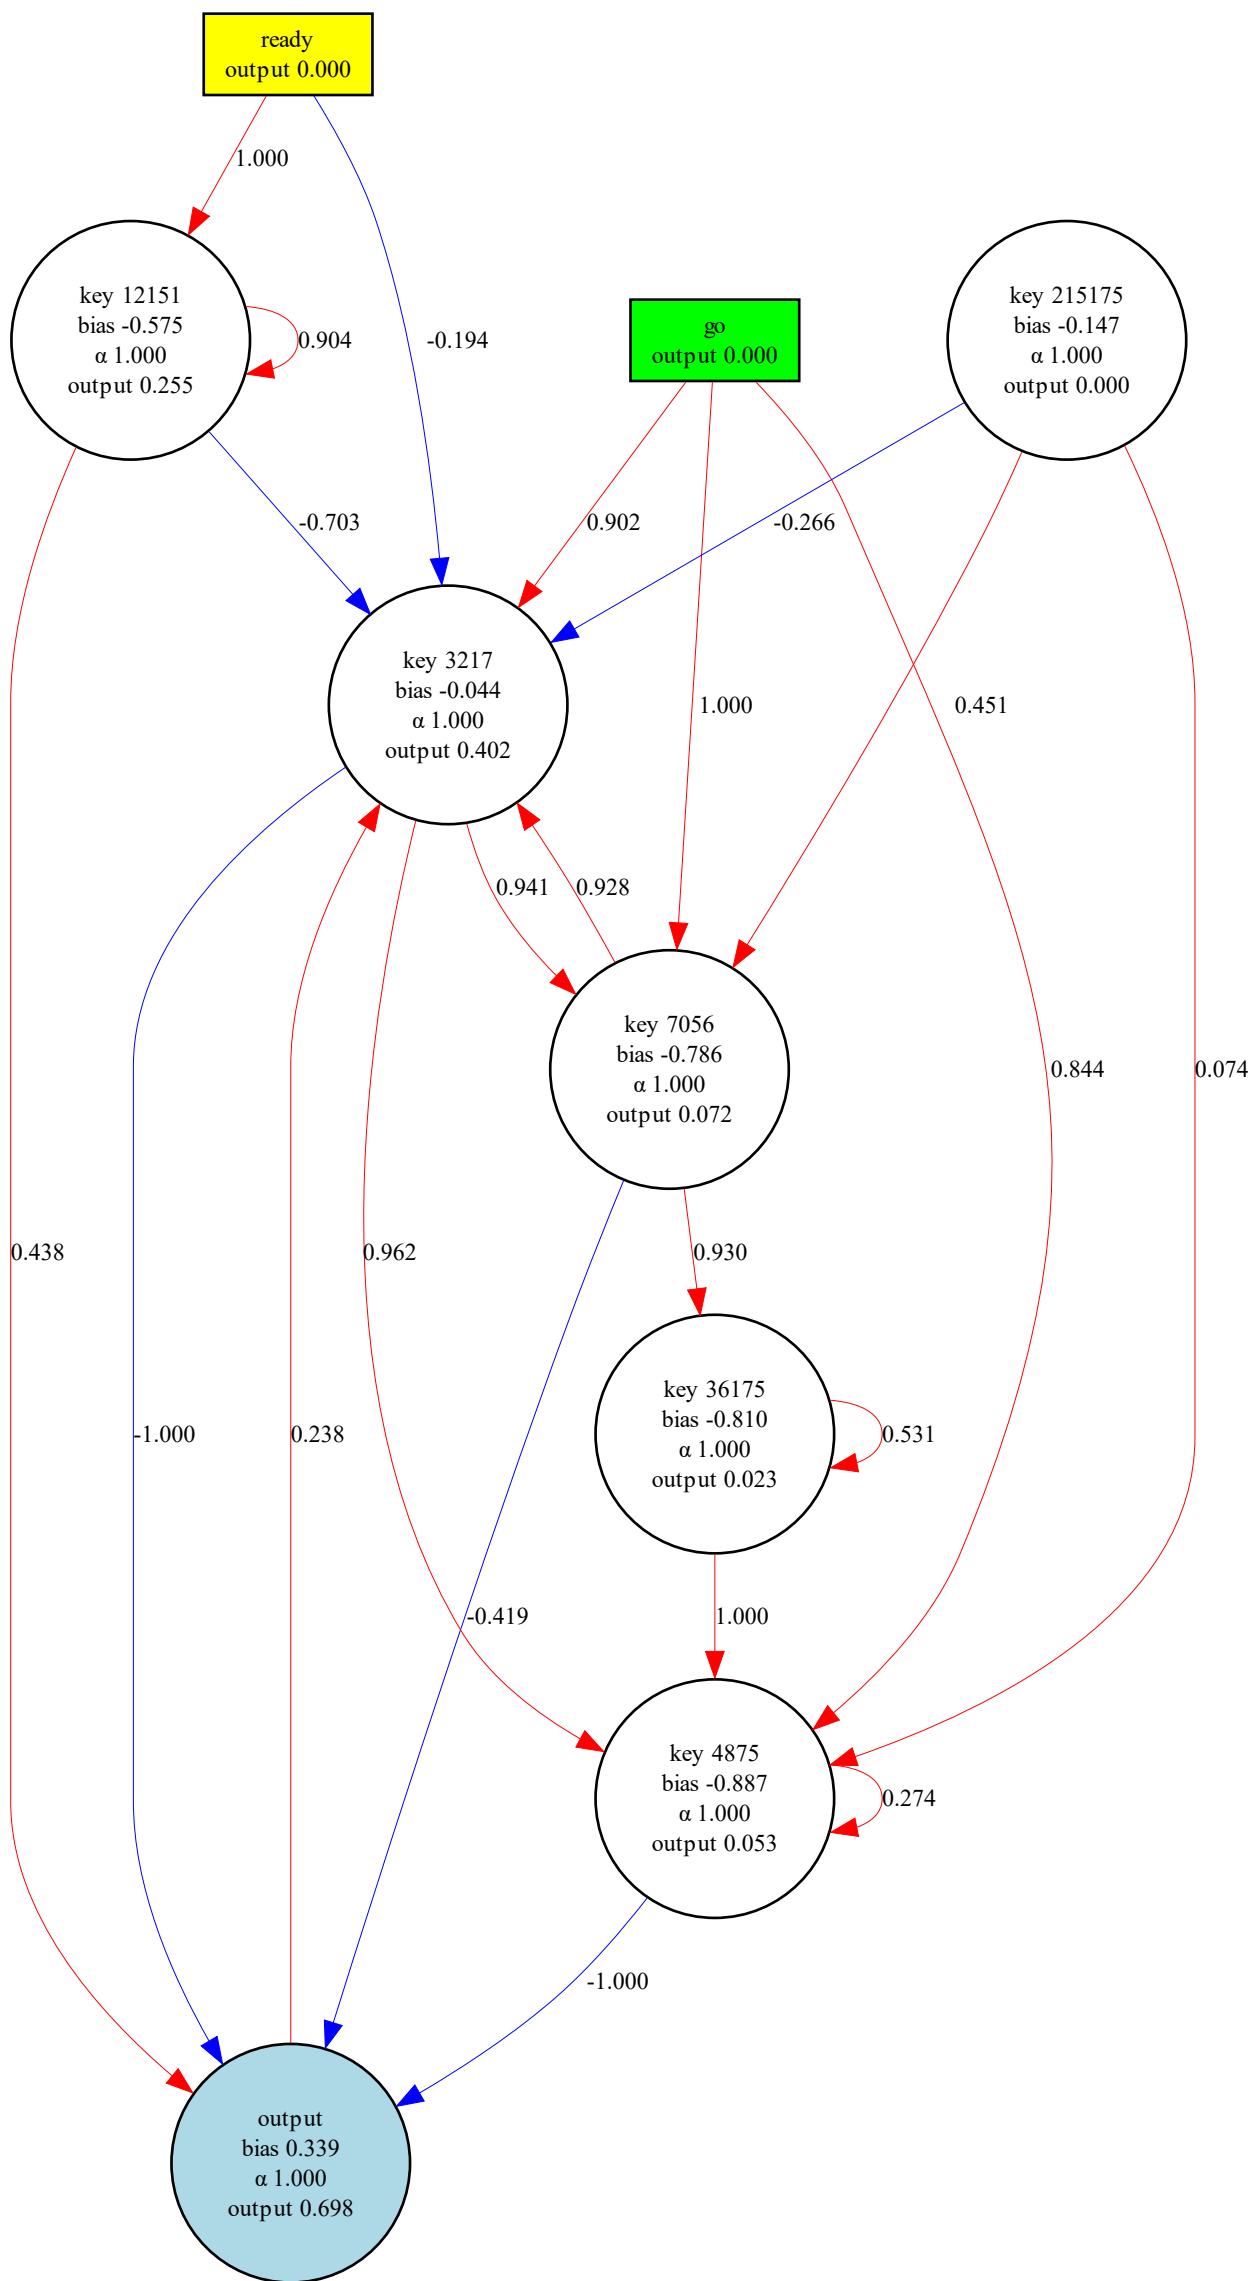 ready
output 0.000
1.000
key 12151
bias -0.575
α 1.000
output 0.255
0.904
-0.194
go
output 0.000
key 215175
bias -0.147
α 1.000
output 0.000
-0.703
0.902
-0.266
key 3217
bias -0.044
α 1.000
output 0.402
1.000
0.451
0.941
0.928
key 7056
bias -0.786
α 1.000
output 0.072
0.844
0.074
0.438
0.962
0.930
key 36175
bias -0.810
α 1.000
output 0.023
0.531
-1.000
0.238
-0.419
1.000
key 4875
bias -0.887
α 1.000
output 0.053
0.274
-1.000
output
bias 0.339
α 1.000
output 0.698